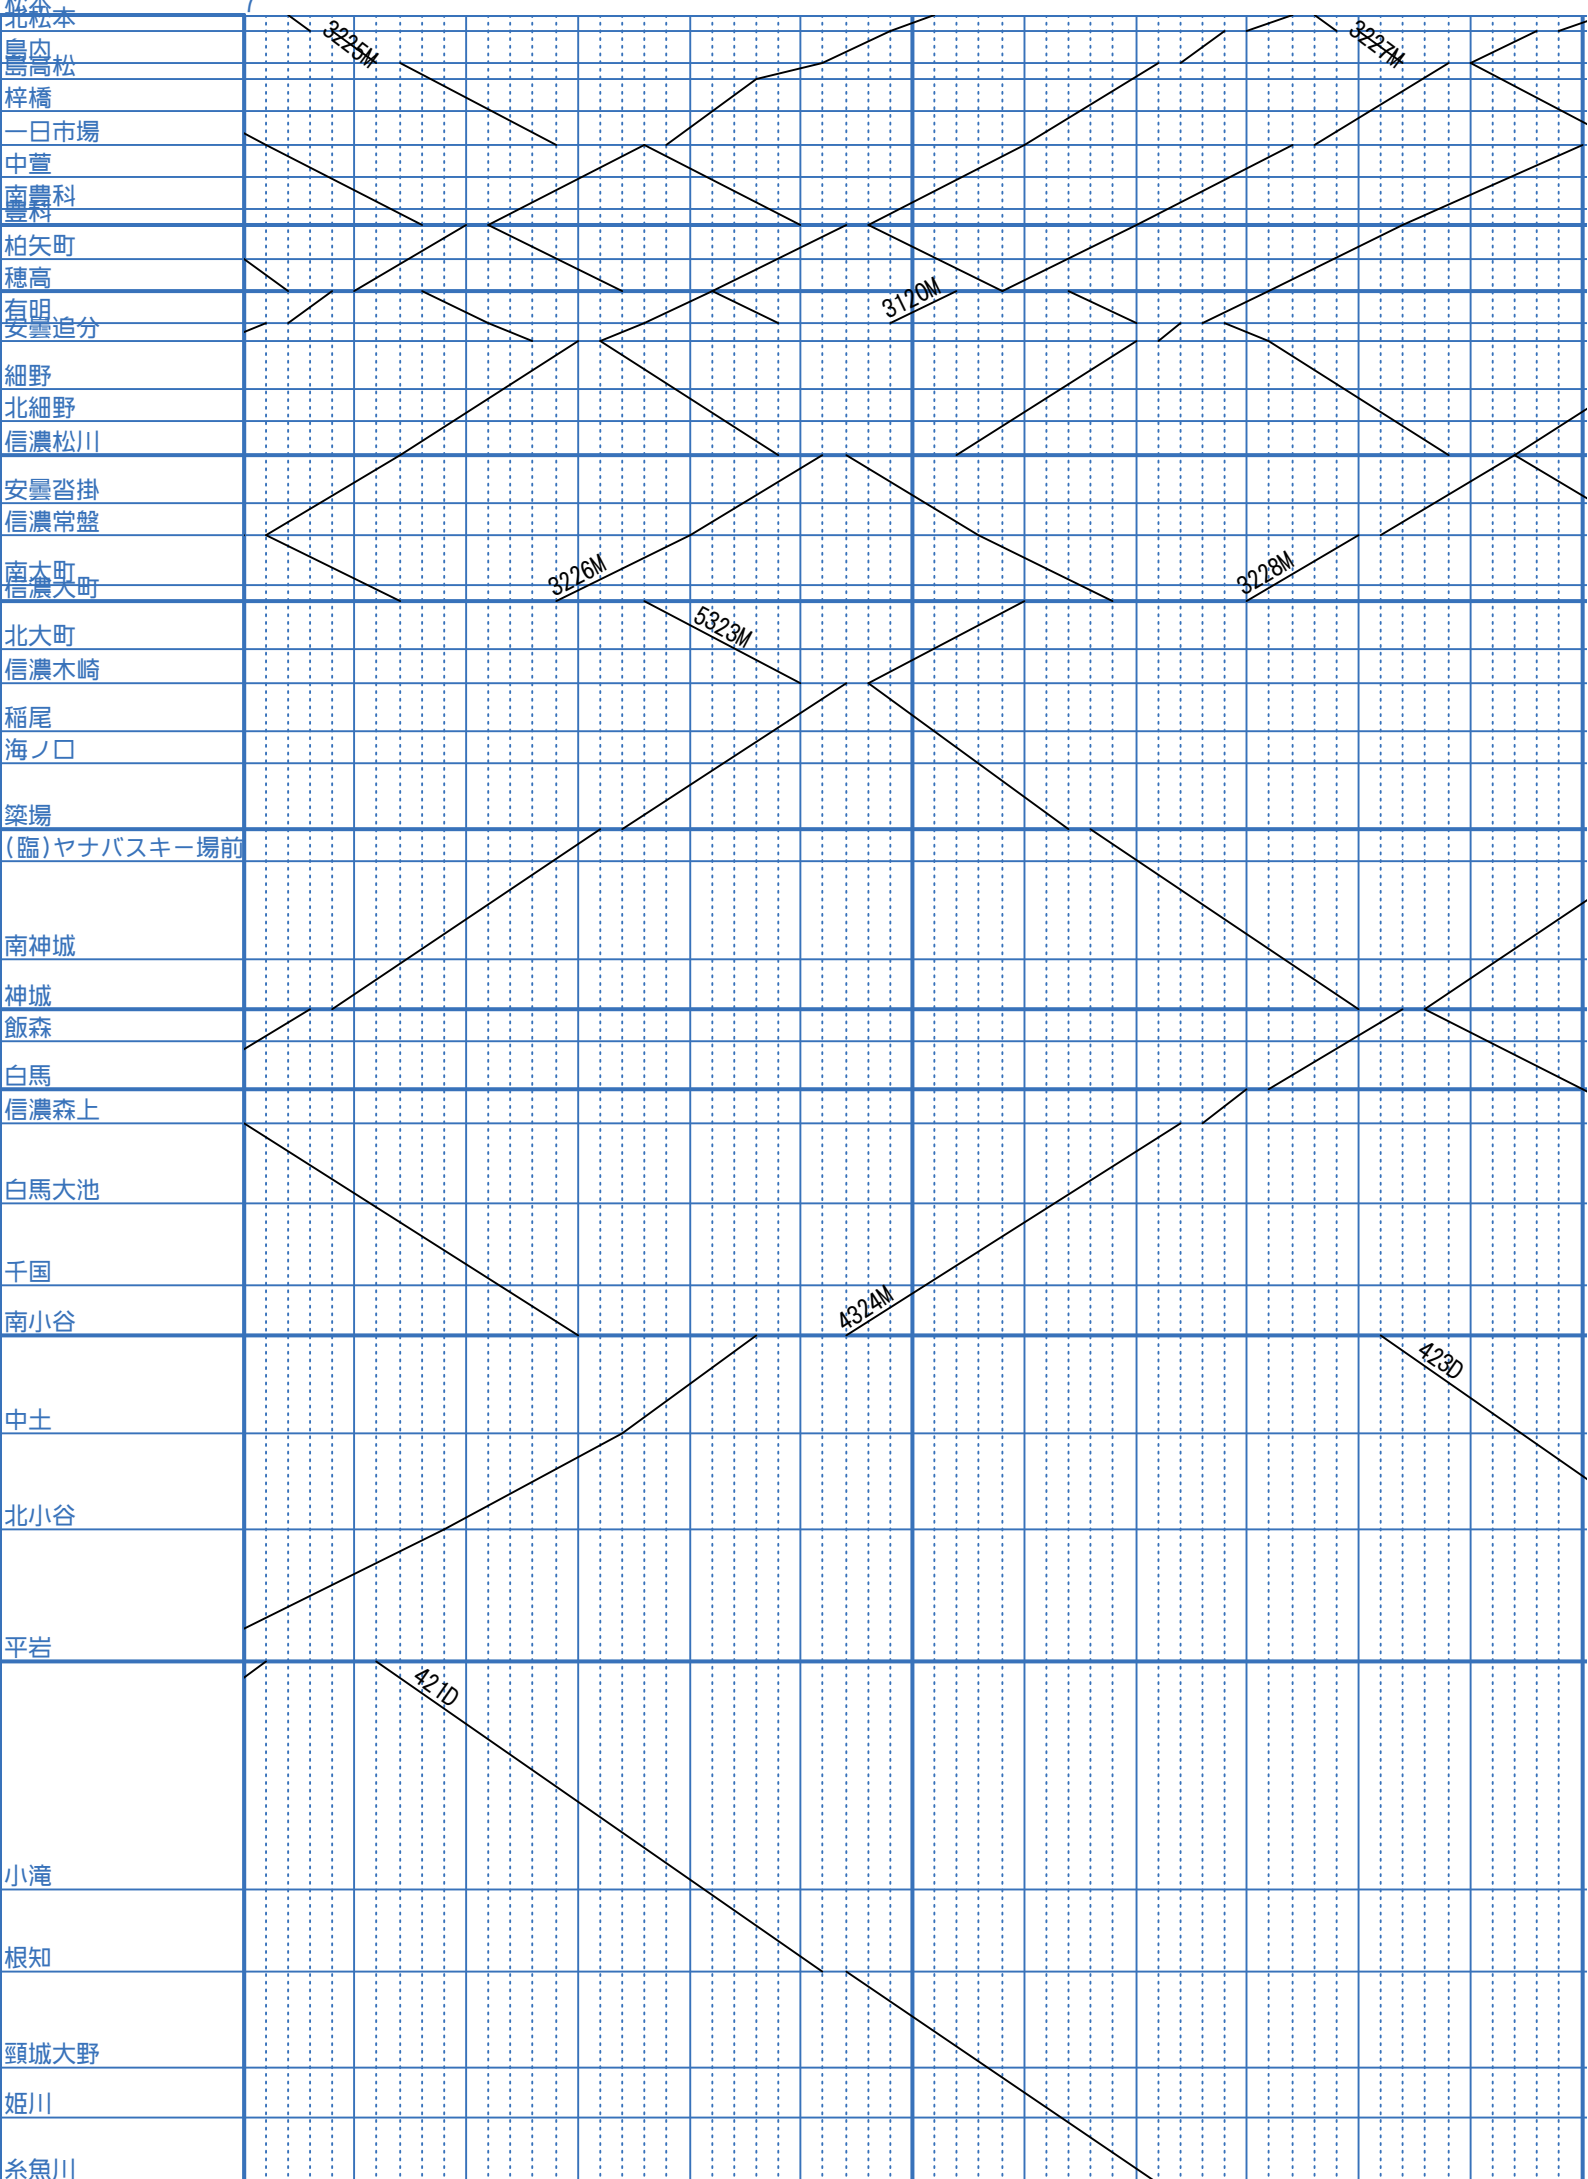 松本
7
北松本
3225M
3227M
島内
島高松
梓橋
一日市場
中萱
南豊科
豊科
柏矢町
穂高
3120M
有明
安曇追分
細野
北細野
信濃松川
安曇沓掛
信濃常盤
3226M
3228M
南大町
信濃大町
5323M
北大町
信濃木崎
稲尾
海ノ口
簗場
(臨)ヤナバスキー場前
南神城
神城
飯森
白馬
信濃森上
白馬大池
千国
4324M
南小谷
423D
中土
北小谷
平岩
421D
小滝
根知
頸城大野
姫川
糸魚川